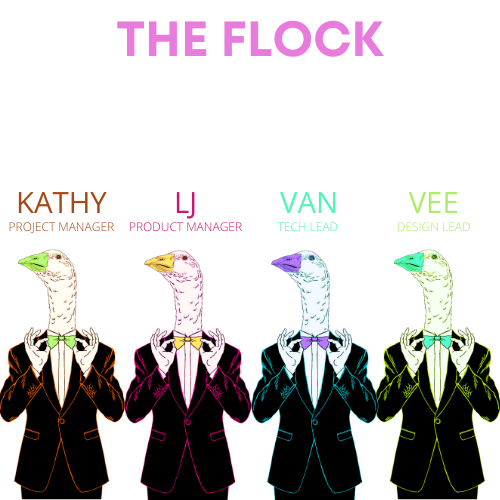 THE FLOCK
KATHY LJ VAN VEE
PROJECT MANAGER PRODUCT MANAGER TECH LEAD DESIGN LEAD